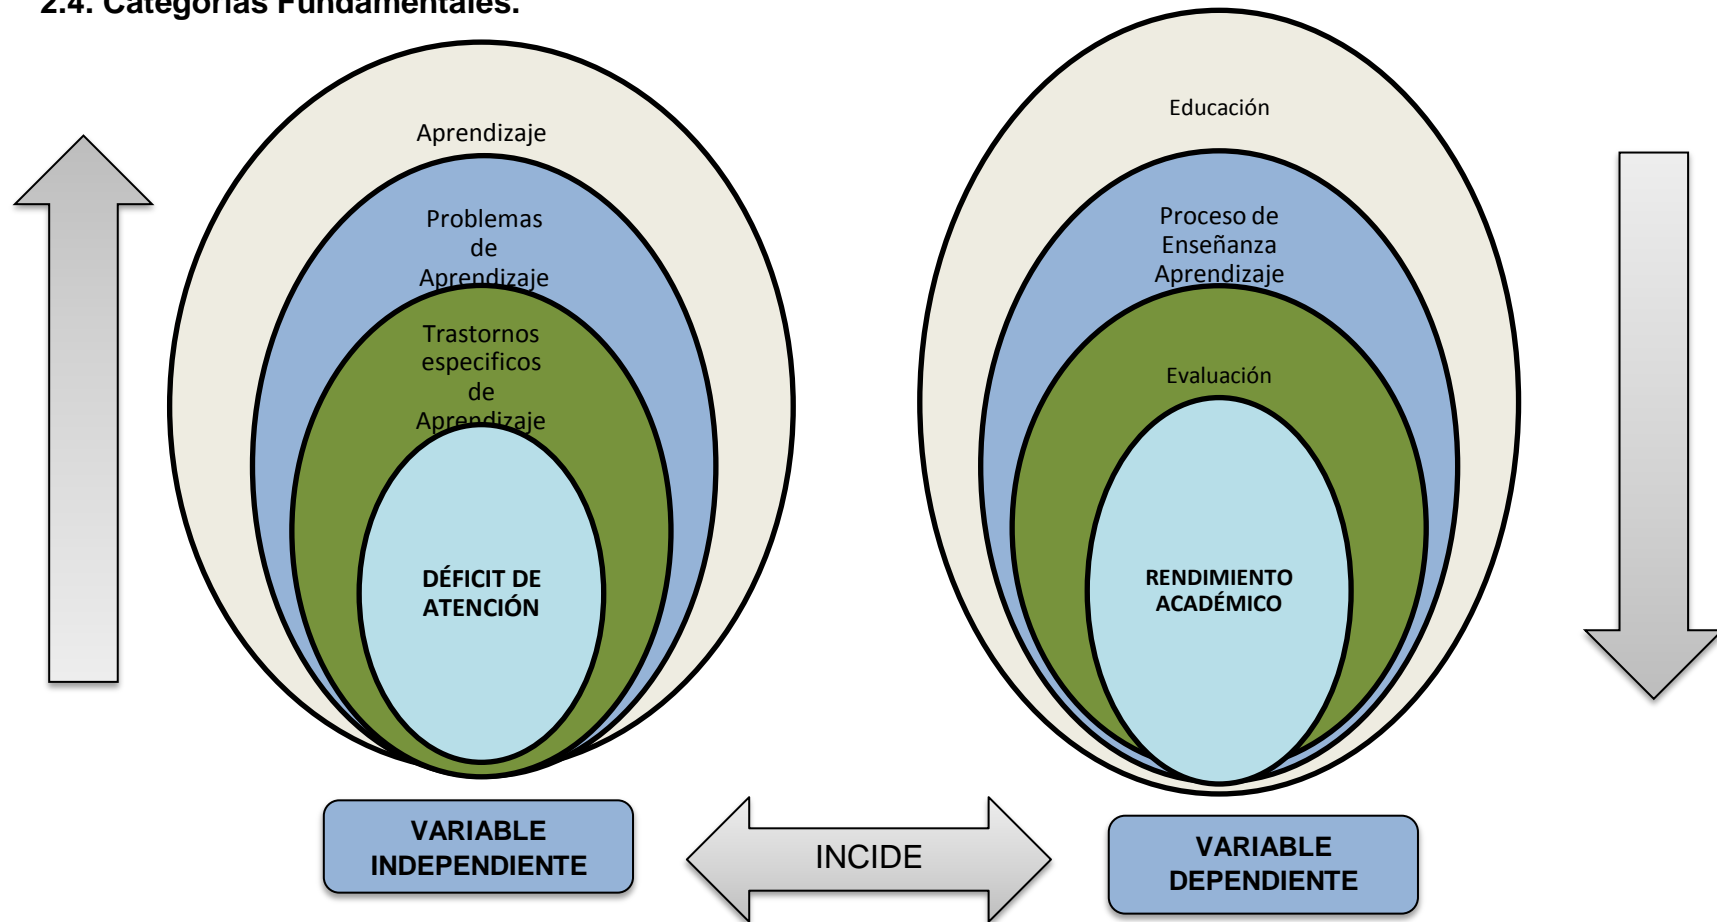 2.4. Categorías Fundamentales.
Aprendizaje
Problemas
de
Aprendizaje
Trastornos
especificos
de
Aprendizaje
DÉFICIT DE
ATENCIÓN
Educación
Proceso de
Enseñanza
Aprendizaje
Evaluación
RENDIMIENTO
ACADÉMICO
VARIABLE
INDEPENDIENTE
INCIDE
VARIABLE
DEPENDIENTE